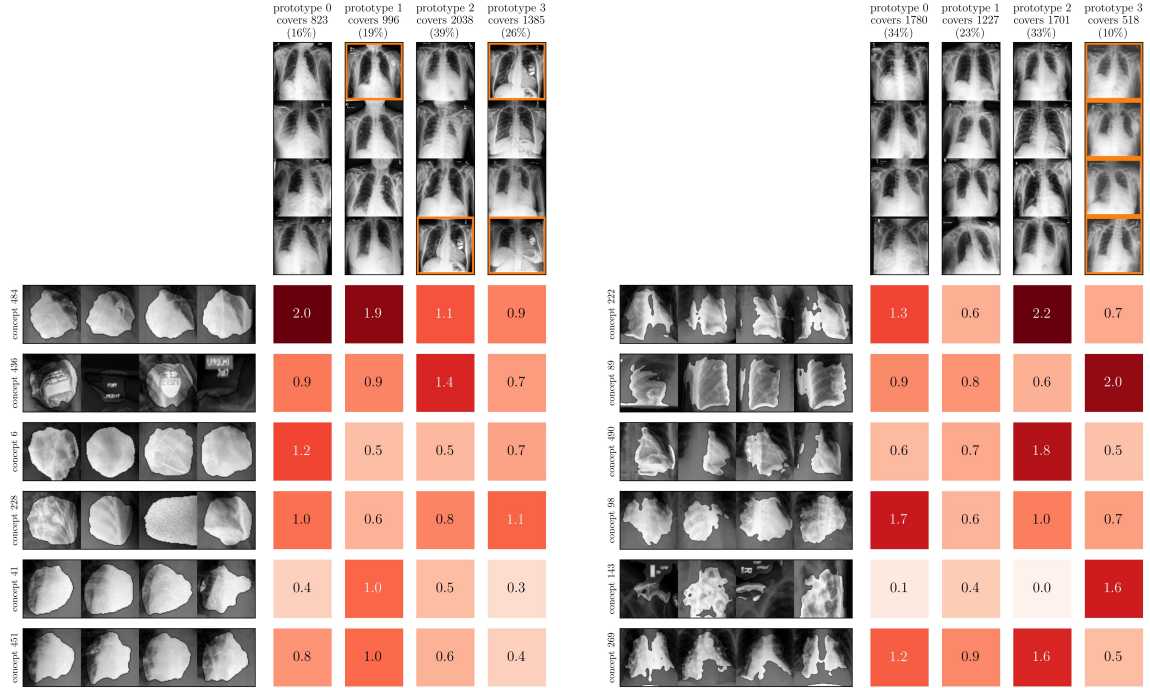 prototype 0
covers 823
(16%)
prototype 1
covers 996
(19%)
prototype 2
covers 2038
(39%)
prototype 3
covers 1385
(26%)
concept 484
2.0
1.9
1.1
0.9
concept 436
0.9
0.9
1.4
0.7
concept 6
1.2
0.5
0.5
0.7
concept 228
1.0
0.6
0.8
1.1
concept 41
0.4
1.0
0.5
0.3
concept 451
0.8
1.0
0.6
0.4
prototype 0
covers 1780
(34%)
prototype 1
covers 1227
(23%)
prototype 2
covers 1701
(33%)
prototype 3
covers 518
(10%)
concept 222
1.3
0.6
2.2
0.7
concept 89
0.9
0.8
0.6
2.0
concept 490
0.6
0.7
1.8
0.5
concept 98
1.7
0.6
1.0
0.7
concept 143
0.1
0.4
0.0
1.6
concept 269
1.2
0.9
1.6
0.5